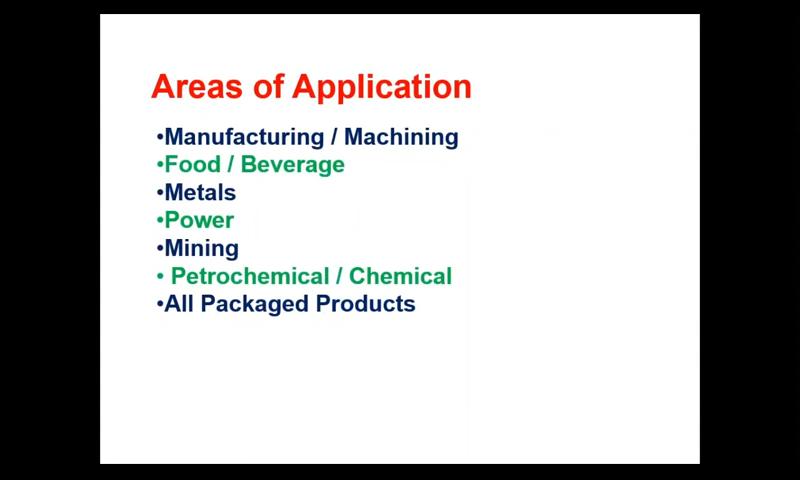 Areas of Application
•Manufacturing / Machining
•Food / Beverage
•Metals
•Power
•Mining
• Petrochemical / Chemical
•All Packaged Products